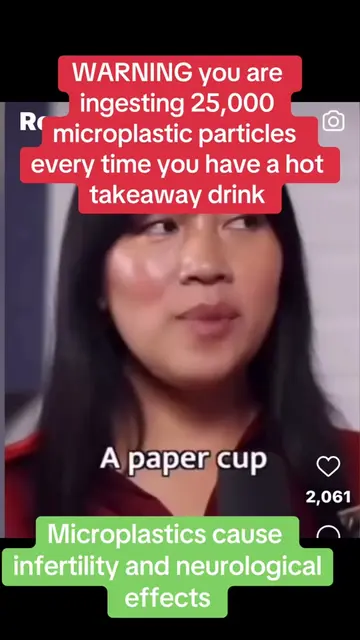 WARNING you are
ingesting 25,000
microplastic particles
every time you have a hot
takeaway drink
A paper cup
2,061
Microplastics cause
infertility and neurological
effects